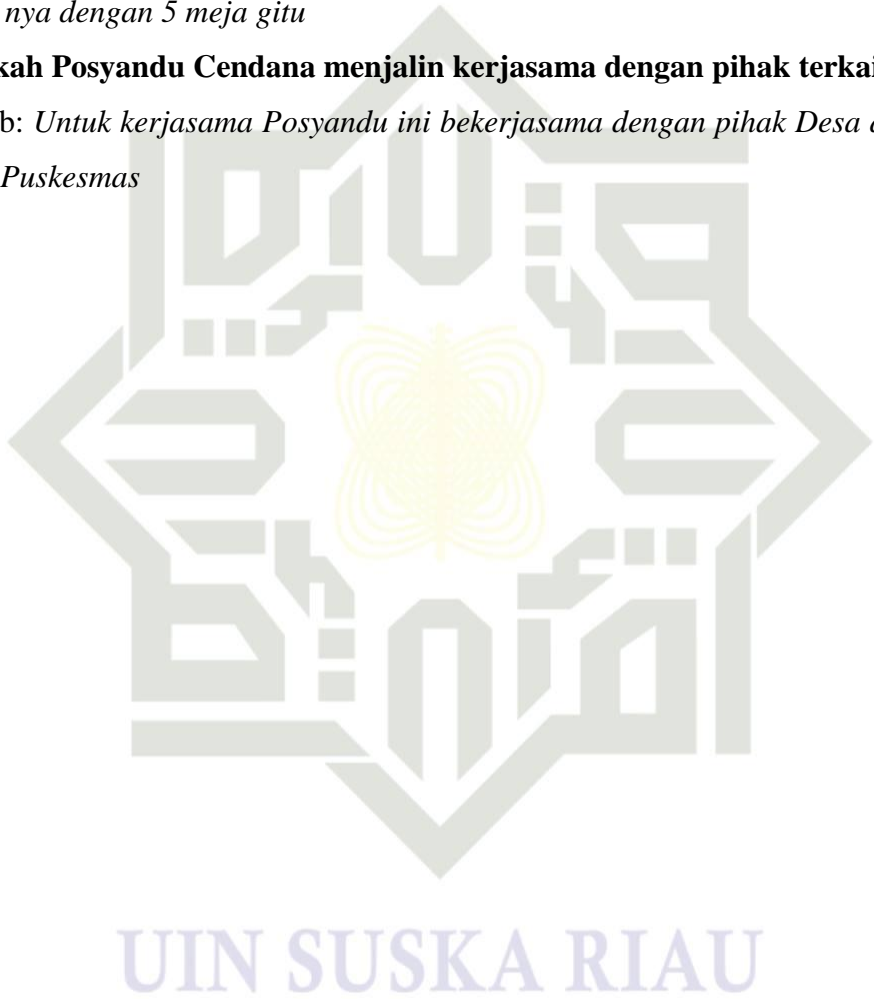 nya dengan 5 meja gitu
kah Posyandu Cendana menjalin kerjasama dengan pihak terkai
b: Untuk kerjasama Posyandu ini bekerjasama dengan pihak Desa
Puskesmas
UIN SUSKA RIAU